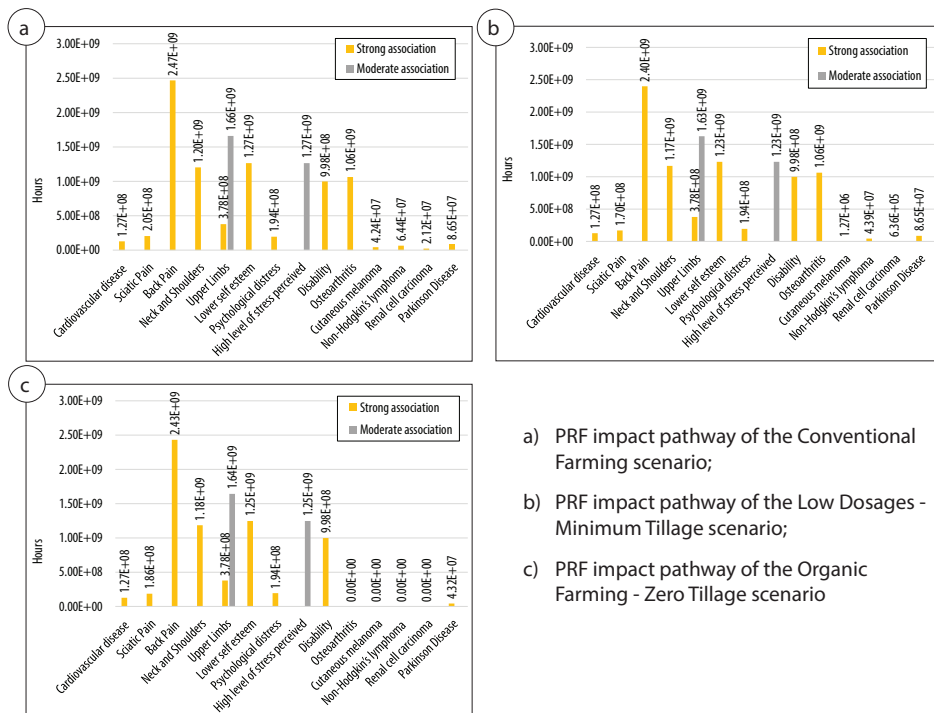 a
3.00E+09
2.50E+09
2.00E+09
1.50E+09
1.00E+09
5.00E+08
0.00E+00
Hours
Strong association
Moderate association
1.27E+08
2.05E+08
2.47E+09
1.20E+09
3.78E+08
1.66E+09
1.27E+09
1.94E+08
1.27E+09
9.98E+08
1.06E+09
4.24E+07
6.44E+07
2.12E+07
8.65E+07
Cardiovascular disease
Sciatic Pain
Back Pain
Neck and Shoulders
Upper Limbs
Lower self esteem
Psychological distress
High level of stress perceived
Disability
Osteoarthritis
Cutaneous melanoma
Non-Hodgkin's lymphoma
Renal cell carcinoma
Parkinson Disease
b
3.00E+09
2.50E+09
2.00E+09
1.50E+09
1.00E+09
5.00E+08
0.00E+00
Hours
Strong association
Moderate association
1.27E+08
1.70E+08
2.40E+09
1.17E+09
3.78E+08
1.63E+09
1.23E+09
1.94E+08
1.23E+09
9.98E+08
1.06E+09
1.27E+06
4.39E+07
6.36E+05
8.65E+07
Cardiovascular disease
Sciatic Pain
Back Pain
Neck and Shoulders
Upper Limbs
Lower self esteem
Psychological distress
High level of stress perceived
Disability
Osteoarthritis
Cutaneous melanoma
Non-Hodgkin's lymphoma
Renal cell carcinoma
Parkinson Disease
c
3.00E+09
2.50E+09
2.00E+09
1.50E+09
1.00E+09
5.00E+08
0.00E+00
Hours
Strong association
Moderate association
1.27E+08
1.86E+08
2.43E+09
1.18E+09
3.78E+08
1.64E+09
1.25E+09
1.94E+08
1.25E+09
9.98E+08
0.00E+00
0.00E+00
0.00E+00
0.00E+00
4.32E+07
Cardiovascular disease
Sciatic Pain
Back Pain
Neck and Shoulders
Upper Limbs
Lower self esteem
Psychological distress
High level of stress perceived
Disability
Osteoarthritis
Cutaneous melanoma
Non-Hodgkin's lymphoma
Renal cell carcinoma
Parkinson Disease
a) PRF impact pathway of the Conventional
Farming scenario;
b) PRF impact pathway of the Low Dosages -
Minimum Tillage scenario;
c) PRF impact pathway of the Organic
Farming - Zero Tillage scenario